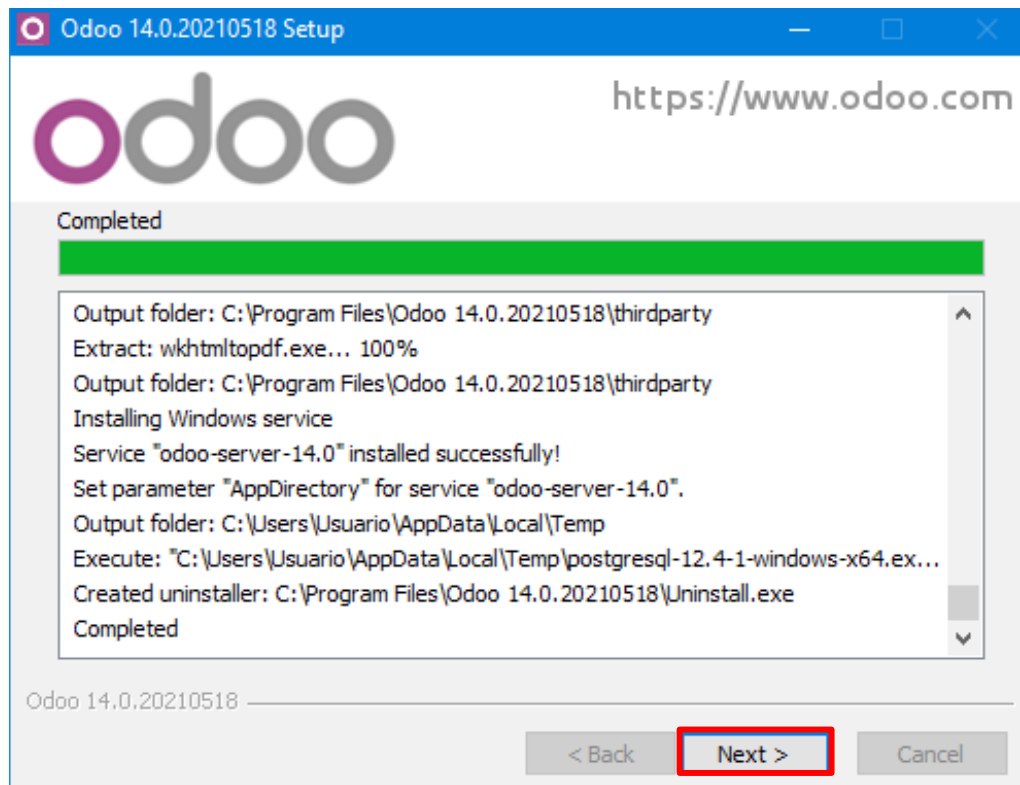 Odoo 14.0.20210518 Setup
odoo
https://www.odoo.com
Completed
Output folder: C:\Program Files\Odoo 14.0.20210518\thirdparty
Extract: wkhtmltopdf.exe... 100%
Output folder: C:\Program Files\Odoo 14.0.20210518\thirdparty
Installing Windows service
Service "odoo-server-14.0" installed successfully!
Set parameter "AppDirectory" for service "odoo-server-14.0".
Output folder: C:\Users\Usuario\AppData\Local\Temp
Execute: "C:\Users\Usuario\AppData\Local\Temp\postgresql-12.4-1-windows-x64.ex...
Created uninstaller: C:\Program Files\Odoo 14.0.20210518\Uninstall.exe
Completed
Odoo 14.0.20210518
< Back Next > Cancel